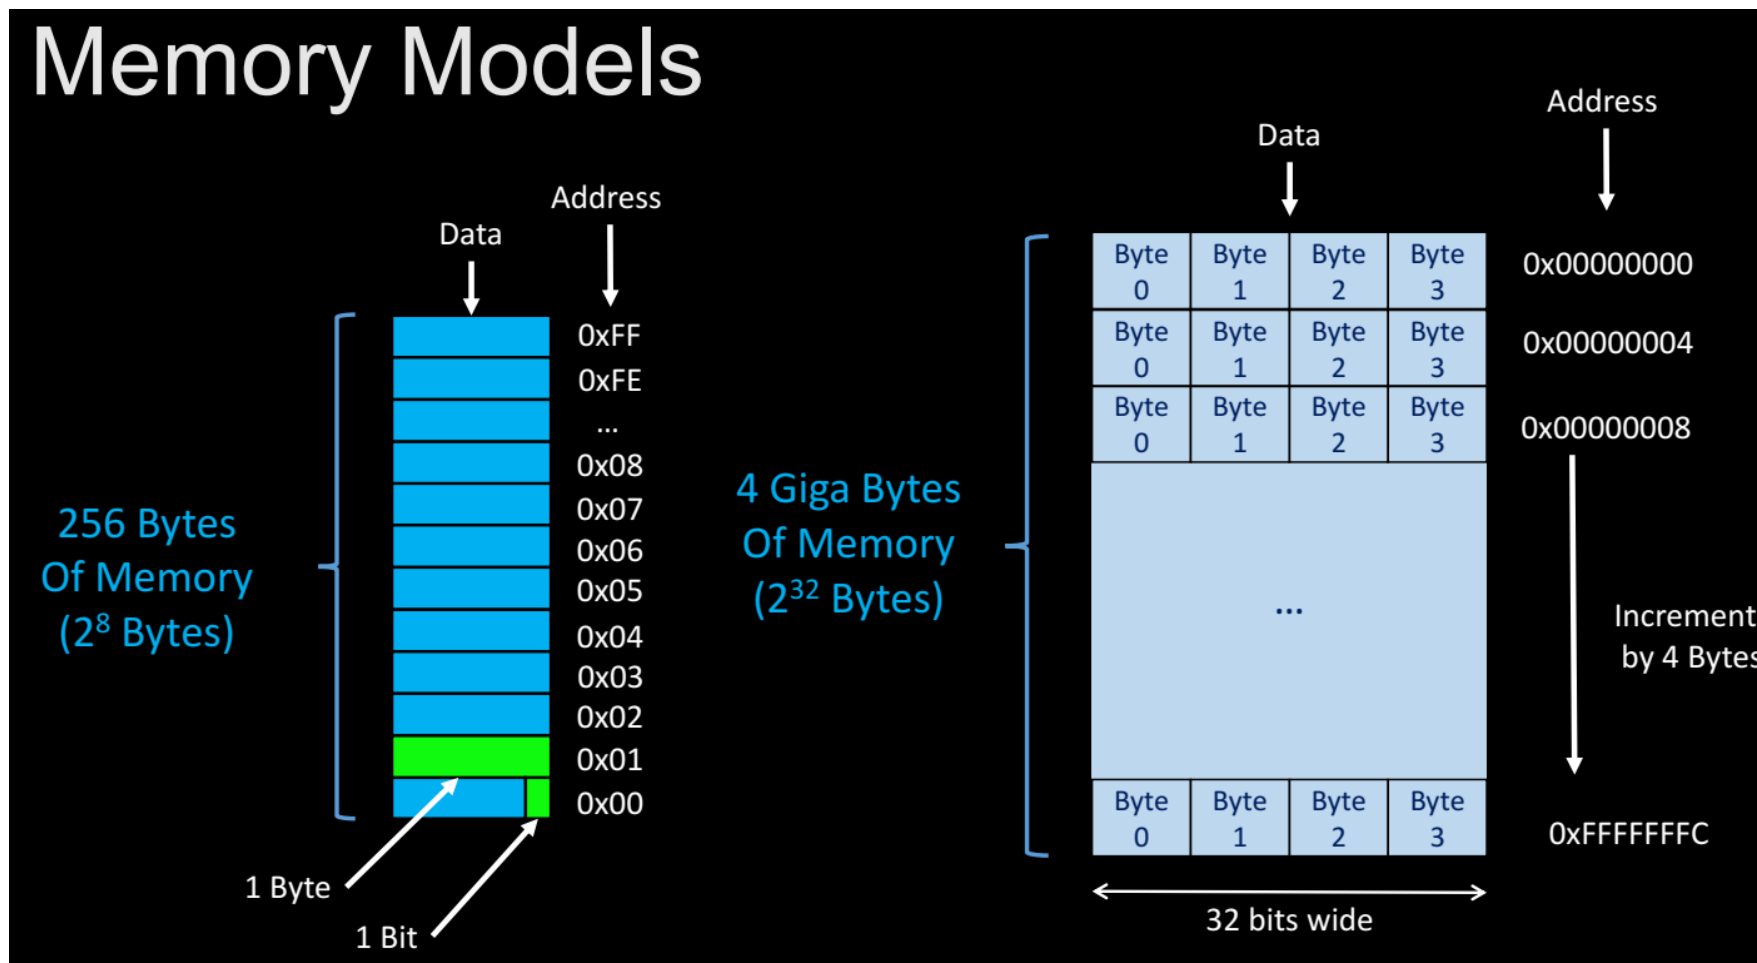 Memory Models
Data
Address
0xFF
0xFE
...
0x08
0x07
0x06
0x05
0x04
0x03
0x02
0x01
0x00
256 Bytes
Of Memory
(2⁸ Bytes)
1 Byte
1 Bit
Data
Address
Byte 0 Byte 1 Byte 2 Byte 3 0x00000000
Byte 0 Byte 1 Byte 2 Byte 3 0x00000004
Byte 0 Byte 1 Byte 2 Byte 3 0x00000008
4 Giga Bytes
Of Memory
(2³² Bytes)
...
Increment
by 4 Bytes
Byte 0 Byte 1 Byte 2 Byte 3 0xFFFFFFFC
32 bits wide